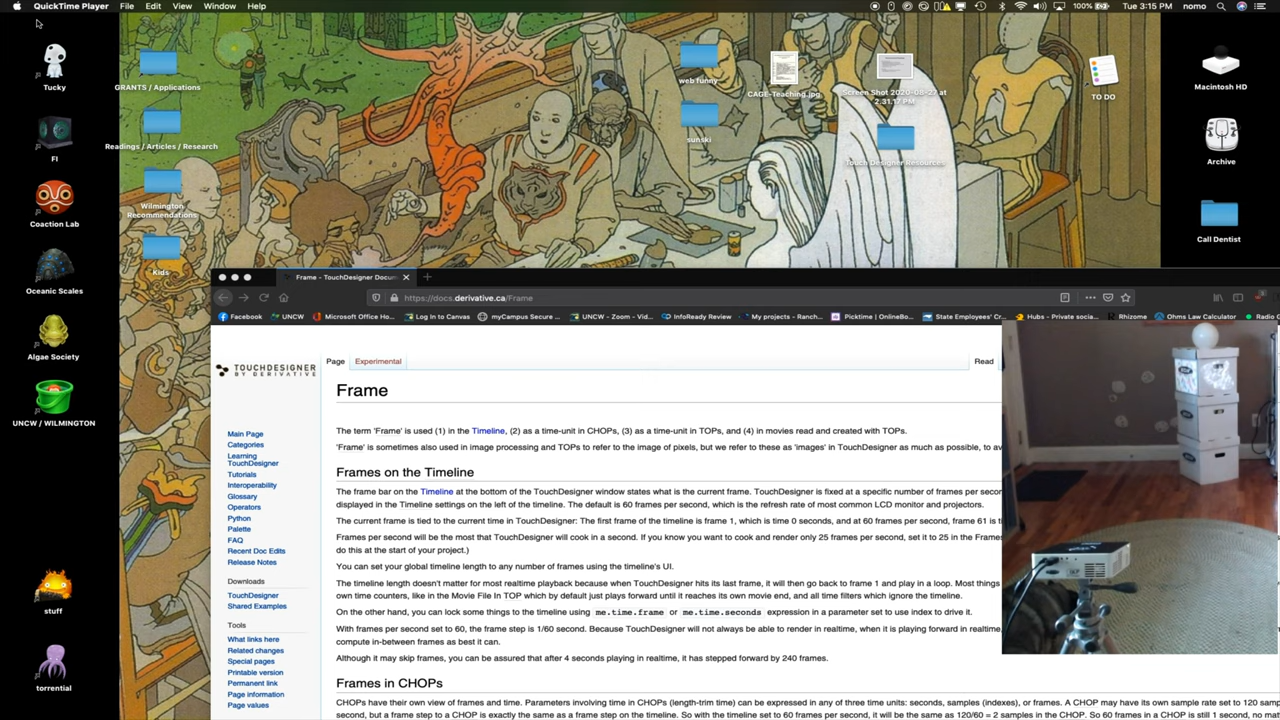 QuickTime Player File Edit View Window Help 100% Tue 3:15 PM nomo
Tucky
GRANTS / Applications
web funny
CAGE-Teaching.jpg
Screen Shot 2020-08-27 at
2.31.17 PM
TO DO
Macintosh HD
FI
Readings / Articles / Research
sunski
Touch Designer Resources
Archive
Coaction Lab
Wilmington
Recommendations
Call Dentist
Kids
Oceanic Scales
Algae Society
UNCW / WILMINGTON
stuff
torrential
Frame - TouchDesigner Docum
https://docs.derivative.ca/Frame
Facebook UNCW Microsoft Office Ho... Log In to Canvas myCampus Secure ... UNCW - Zoom - Vid... InfoReady Review My projects - Ranch... Picktime | OnlineBo... State Employees' Cr... Hubs - Private socia... Rhizome Ohms Law Calculator Radio G
TOUCHDESIGNER
BY DERIVATIVE
Page Experimental Read
Main Page
Categories
Learning
TouchDesigner
Tutorials
Interoperability
Glossary
Operators
Python
Palette
FAQ
Recent Doc Edits
Release Notes
Downloads
TouchDesigner
Shared Examples
Tools
What links here
Related changes
Special pages
Printable version
Permanent link
Page information
Page values
Frame
The term 'Frame' is used (1) in the Timeline, (2) as a time-unit in CHOPs, (3) as a time-unit in TOPs, and (4) in movies read and created with TOPs.
'Frame' is sometimes also used in image processing and TOPs to refer to the image of pixels, but we refer to these as 'images' in TouchDesigner as much as possible, to av
Frames on the Timeline
The frame bar on the Timeline at the bottom of the TouchDesigner window states what is the current frame. TouchDesigner is fixed at a specific number of frames per secon
displayed in the Timeline settings on the left of the timeline. The default is 60 frames per second, which is the refresh rate of most common LCD monitor and projectors.
The current frame is tied to the current time in TouchDesigner: The first frame of the timeline is frame 1, which is time 0 seconds, and at 60 frames per second, frame 61 is t
Frames per second will be the most that TouchDesigner will cook in a second. If you know you want to cook and render only 25 frames per second, set it to 25 in the Frames
do this at the start of your project.)
You can set your global timeline length to any number of frames using the timeline's UI.
The timeline length doesn't matter for most realtime playback because when TouchDesigner hits its last frame, it will then go back to frame 1 and play in a loop. Most things
own time counters, like in the Movie File In TOP which by default just plays forward until it reaches its own movie end, and all time filters which ignore the timeline.
On the other hand, you can lock some things to the timeline using me.time.frame or me.time.seconds expression in a parameter set to use index to drive it.
With frames per second set to 60, the frame step is 1/60 second. Because TouchDesigner will not always be able to render in realtime, when it is playing forward in realtime,
compute in-between frames as best it can.
Although it may skip frames, you can be assured that after 4 seconds playing in realtime, it has stepped forward by 240 frames.
Frames in CHOPs
CHOPs have their own view of frames and time. Parameters involving time in CHOPs (length-trim time) can be expressed in any of three time units: seconds, samples (indexes), or frames. A CHOP may have its own sample rate set to 120 sam
second, but a frame step to a CHOP is exactly the same as a frame step on the timeline. So with the timeline set to 60 frames per second, it will be the same as 120/60 = 2 samples in the CHOP. So 60 frames in a CHOP is still 1 second, no ma